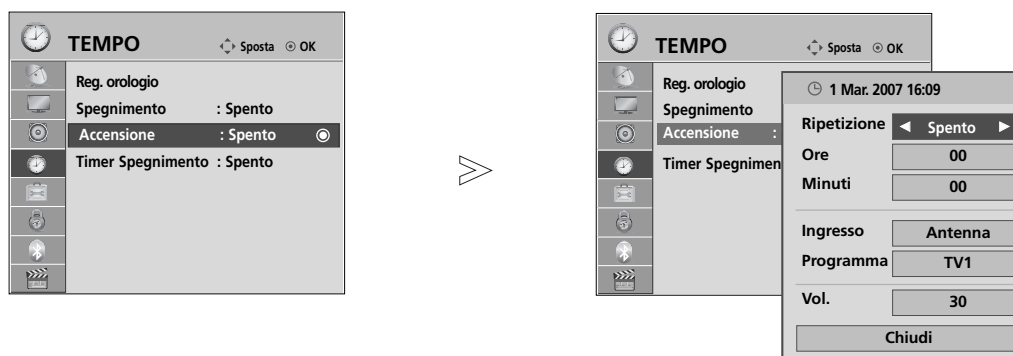 TEMPO Sposta OK
Reg. orologio
Spegnimento : Spento
Accensione : Spento
Timer Spegnimento : Spento
TEMPO Sposta OK
Reg. orologio
Spegnimento
Accensione :
Timer Spegnimen
1 Mar. 2007 16:09
Ripetizione ◀ Spento ▶
Ore 00
Minuti 00
Ingresso Antenna
Programma TV1
Vol. 30
Chiudi